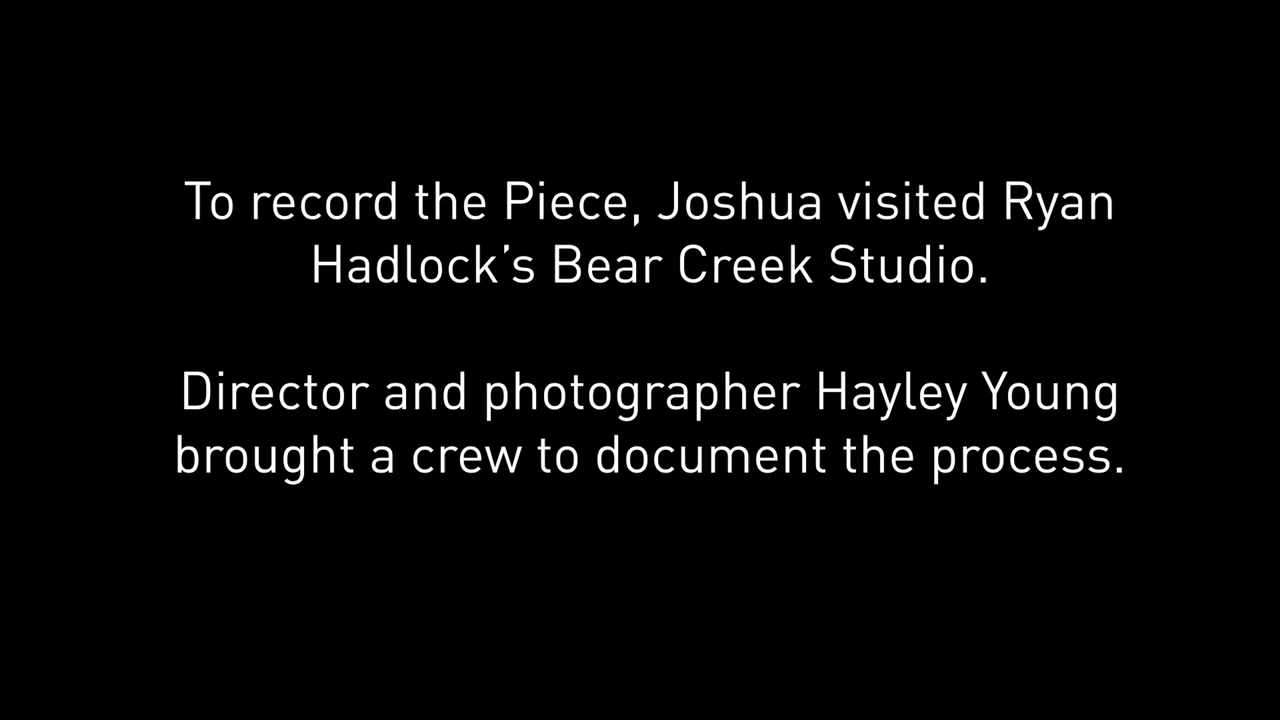 To record the Piece, Joshua visited Ryan
Hadlock’s Bear Creek Studio.
Director and photographer Hayley Young
brought a crew to document the process.